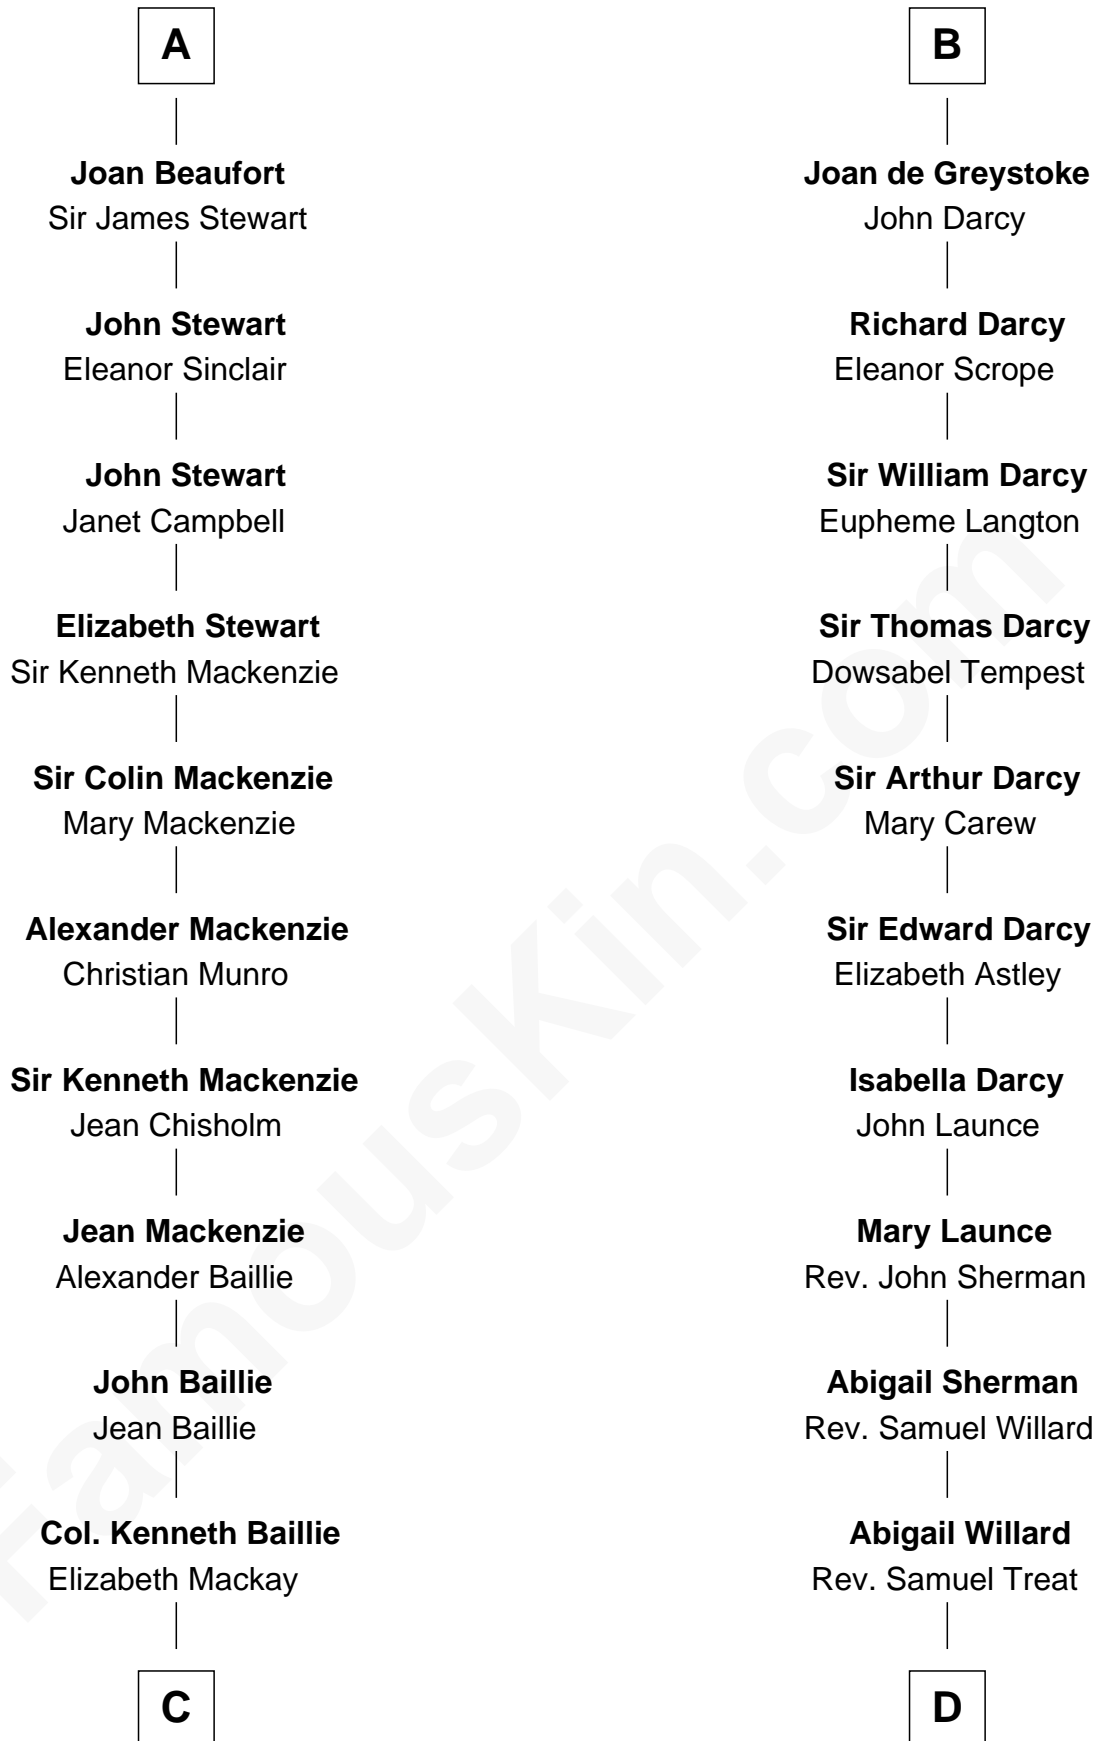 A
Joan Beaufort
Sir James Stewart
John Stewart
Eleanor Sinclair
John Stewart
Janet Campbell
Elizabeth Stewart
Sir Kenneth Mackenzie
Sir Colin Mackenzie
Mary Mackenzie
Alexander Mackenzie
Christian Munro
Sir Kenneth Mackenzie
Jean Chisholm
Jean Mackenzie
Alexander Baillie
John Baillie
Jean Baillie
Col. Kenneth Baillie
Elizabeth Mackay
C
B
Joan de Greystoke
John Darcy
Richard Darcy
Eleanor Scrope
Sir William Darcy
Eupheme Langton
Sir Thomas Darcy
Dowsabel Tempest
Sir Arthur Darcy
Mary Carew
Sir Edward Darcy
Elizabeth Astley
Isabella Darcy
John Launce
Mary Launce
Rev. John Sherman
Abigail Sherman
Rev. Samuel Willard
Abigail Willard
Rev. Samuel Treat
D
FamousKin.com